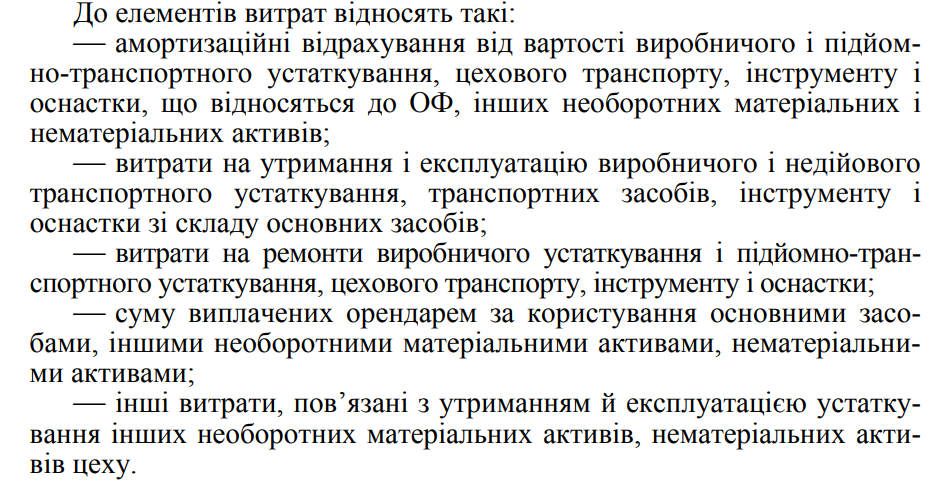 До елементів витрат відносять такі:
— амортизаційні відрахування від вартості виробничого і підйом-
но-транспортного устаткування, цехового транспорту, інструменту і
оснастки, що відносяться до ОФ, інших необоротних матеріальних і
нематеріальних активів;
— витрати на утримання і експлуатацію виробничого і недійового
транспортного устаткування, транспортних засобів, інструменту і
оснастки зі складу основних засобів;
— витрати на ремонти виробничого устаткування і підйомно-тран-
спортного устаткування, цехового транспорту, інструменту і оснастки;
— суму виплачених орендарем за користування основними засо-
бами, іншими необоротними матеріальними активами, нематеріальни-
ми активами;
— інші витрати, пов’язані з утриманням й експлуатацією устатку-
вання інших необоротних матеріальних активів, нематеріальних акти-
вів цеху.